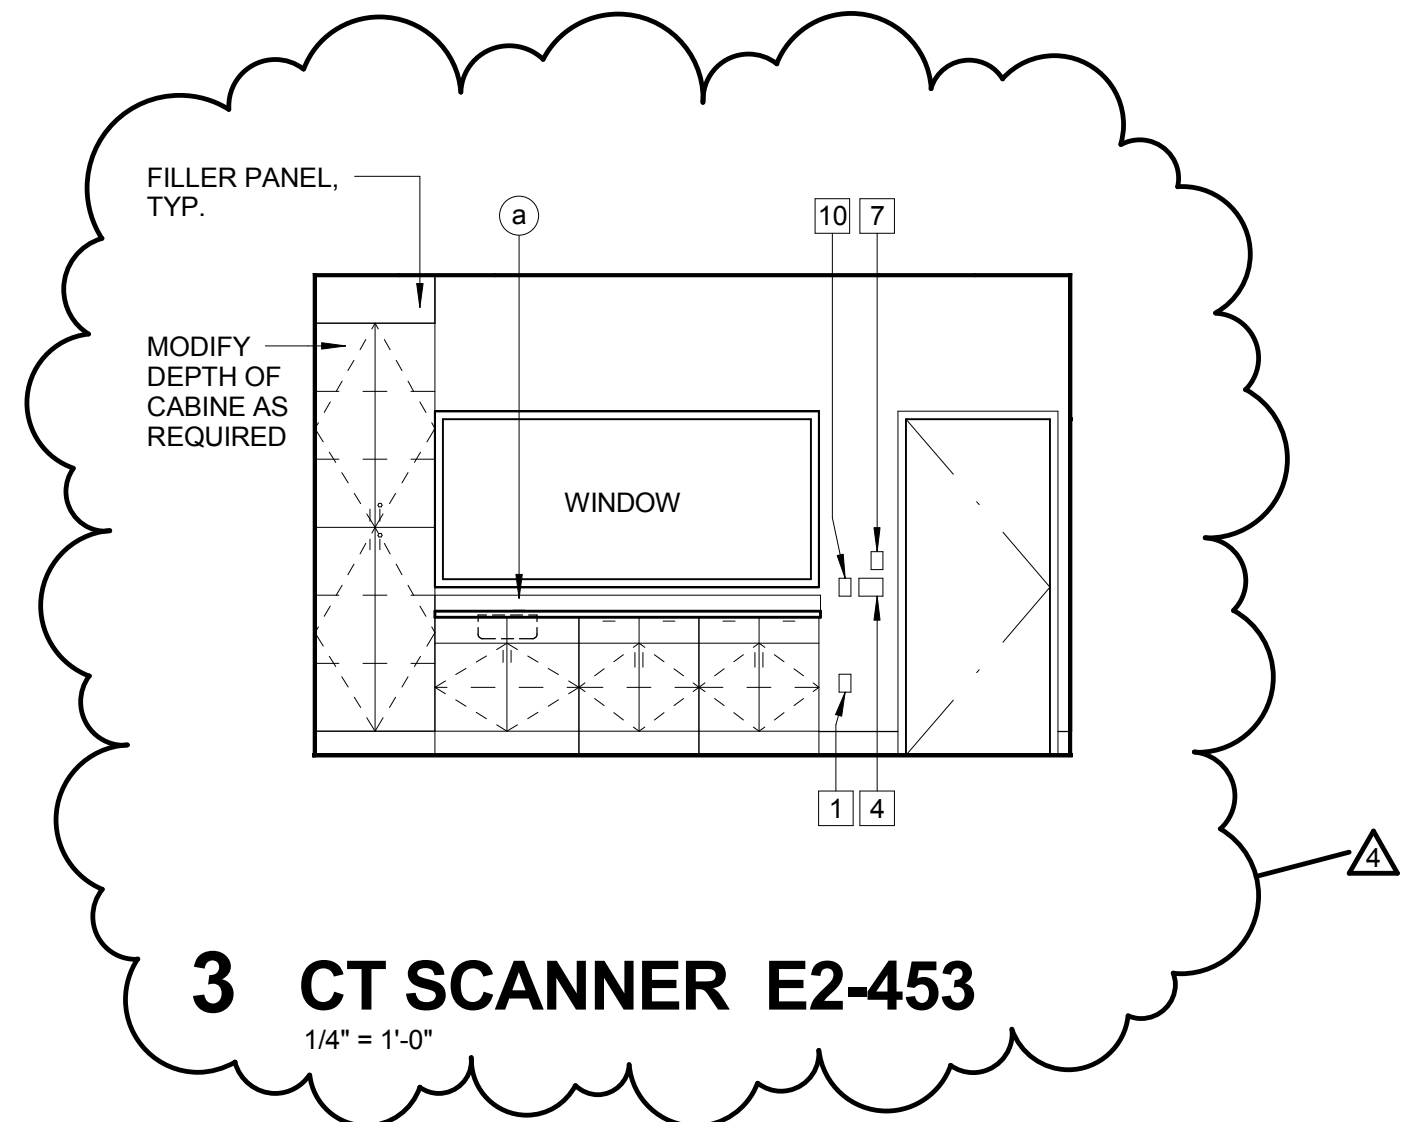 FILLER PANEL,
TYP.
a
10 7
MODIFY
DEPTH OF
CABINE AS
REQUIRED
WINDOW
1 4
4
3 CT SCANNER E2-453
1/4" = 1'-0"